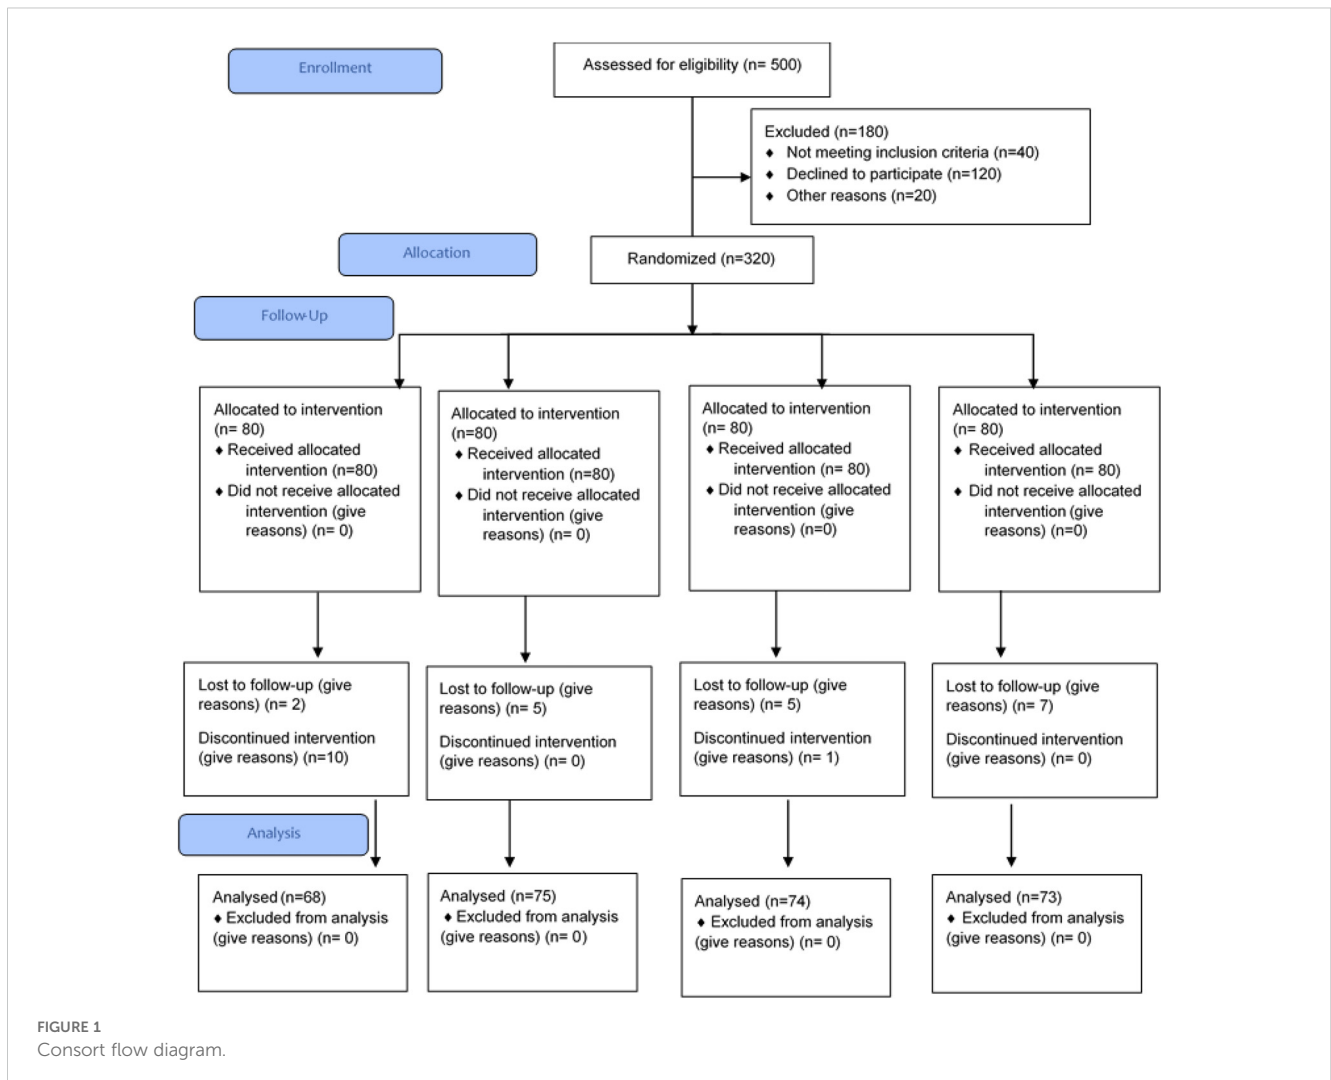 Enrollment
Assessed for eligibility (n= 500)
Excluded (n=180)
♦ Not meeting inclusion criteria (n=40)
♦ Declined to participate (n=120)
♦ Other reasons (n=20)
Allocation
Randomized (n=320)
Follow-Up
Allocated to intervention
(n= 80)
♦ Received allocated
intervention (n=80)
♦ Did not receive allocated
intervention (give
reasons) (n= 0)
Allocated to intervention
(n=80)
♦ Received allocated
intervention (n=80)
♦ Did not receive allocated
intervention (give
reasons) (n= 0)
Allocated to intervention
(n= 80)
♦ Received allocated
intervention (n= 80)
♦ Did not receive allocated
intervention (give
reasons) (n=0)
Allocated to intervention
(n= 80)
♦ Received allocated
intervention (n= 80)
♦ Did not receive allocated
intervention (give
reasons) (n=0)
Lost to follow-up (give
reasons) (n= 2)
Discontinued intervention
(give reasons) (n=10)
Lost to follow-up (give
reasons) (n= 5)
Discontinued intervention
(give reasons) (n= 0)
Lost to follow-up (give
reasons) (n= 5)
Discontinued intervention
(give reasons) (n= 1)
Lost to follow-up (give
reasons) (n= 7)
Discontinued intervention
(give reasons) (n= 0)
Analysis
Analysed (n=68)
♦ Excluded from analysis
(give reasons) (n= 0)
Analysed (n=75)
♦ Excluded from analysis
(give reasons) (n= 0)
Analysed (n=74)
♦ Excluded from analysis
(give reasons) (n= 0)
Analysed (n=73)
♦ Excluded from analysis
(give reasons) (n= 0)
FIGURE 1
Consort flow diagram.